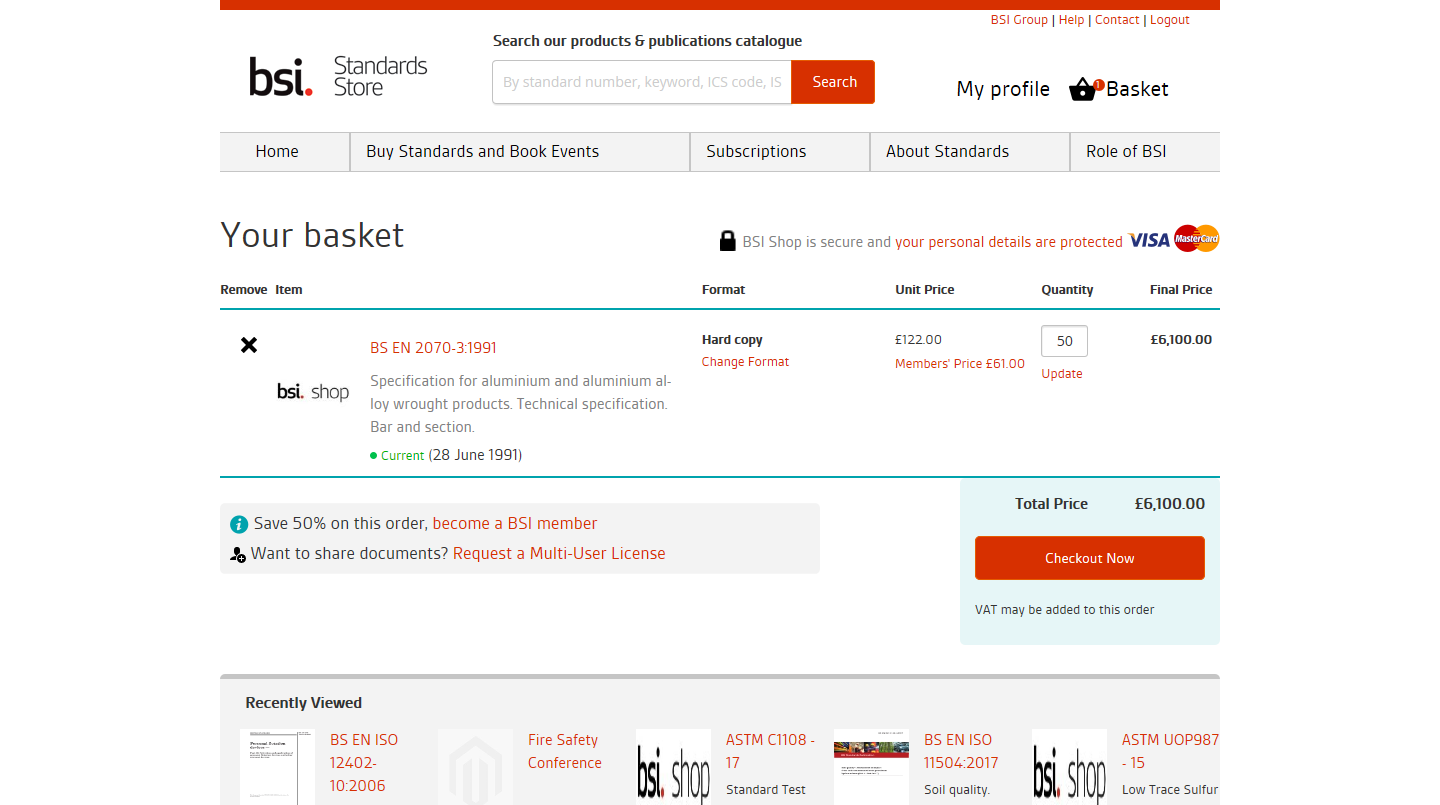 BSI Group | Help | Contact | Logout
Search our products & publications catalogue
bsi. Standards
Store
By standard number, keyword, ICS code, IS
Search
My profile
1
Basket
Home
Buy Standards and Book Events
Subscriptions
About Standards
Role of BSI
Your basket
BSI Shop is secure and your personal details are protected
VISA
MasterCard
Remove Item Format Unit Price Quantity Final Price
BS EN 2070-3:1991
bsi. shop
Specification for aluminium and aluminium al-
loy wrought products. Technical specification.
Bar and section.
Current (28 June 1991)
Hard copy
Change Format
£122.00
Members' Price £61.00
50
Update
£6,100.00
i Save 50% on this order, become a BSI member
Want to share documents? Request a Multi-User License
Total Price £6,100.00
Checkout Now
VAT may be added to this order
Recently Viewed
BS EN ISO
12402-
10:2006
Fire Safety
Conference
bsi. shop
ASTM C1108 -
17
Standard Test
BS EN ISO
11504:2017
Soil quality.
bsi. shop
ASTM UOP987
- 15
Low Trace Sulfur